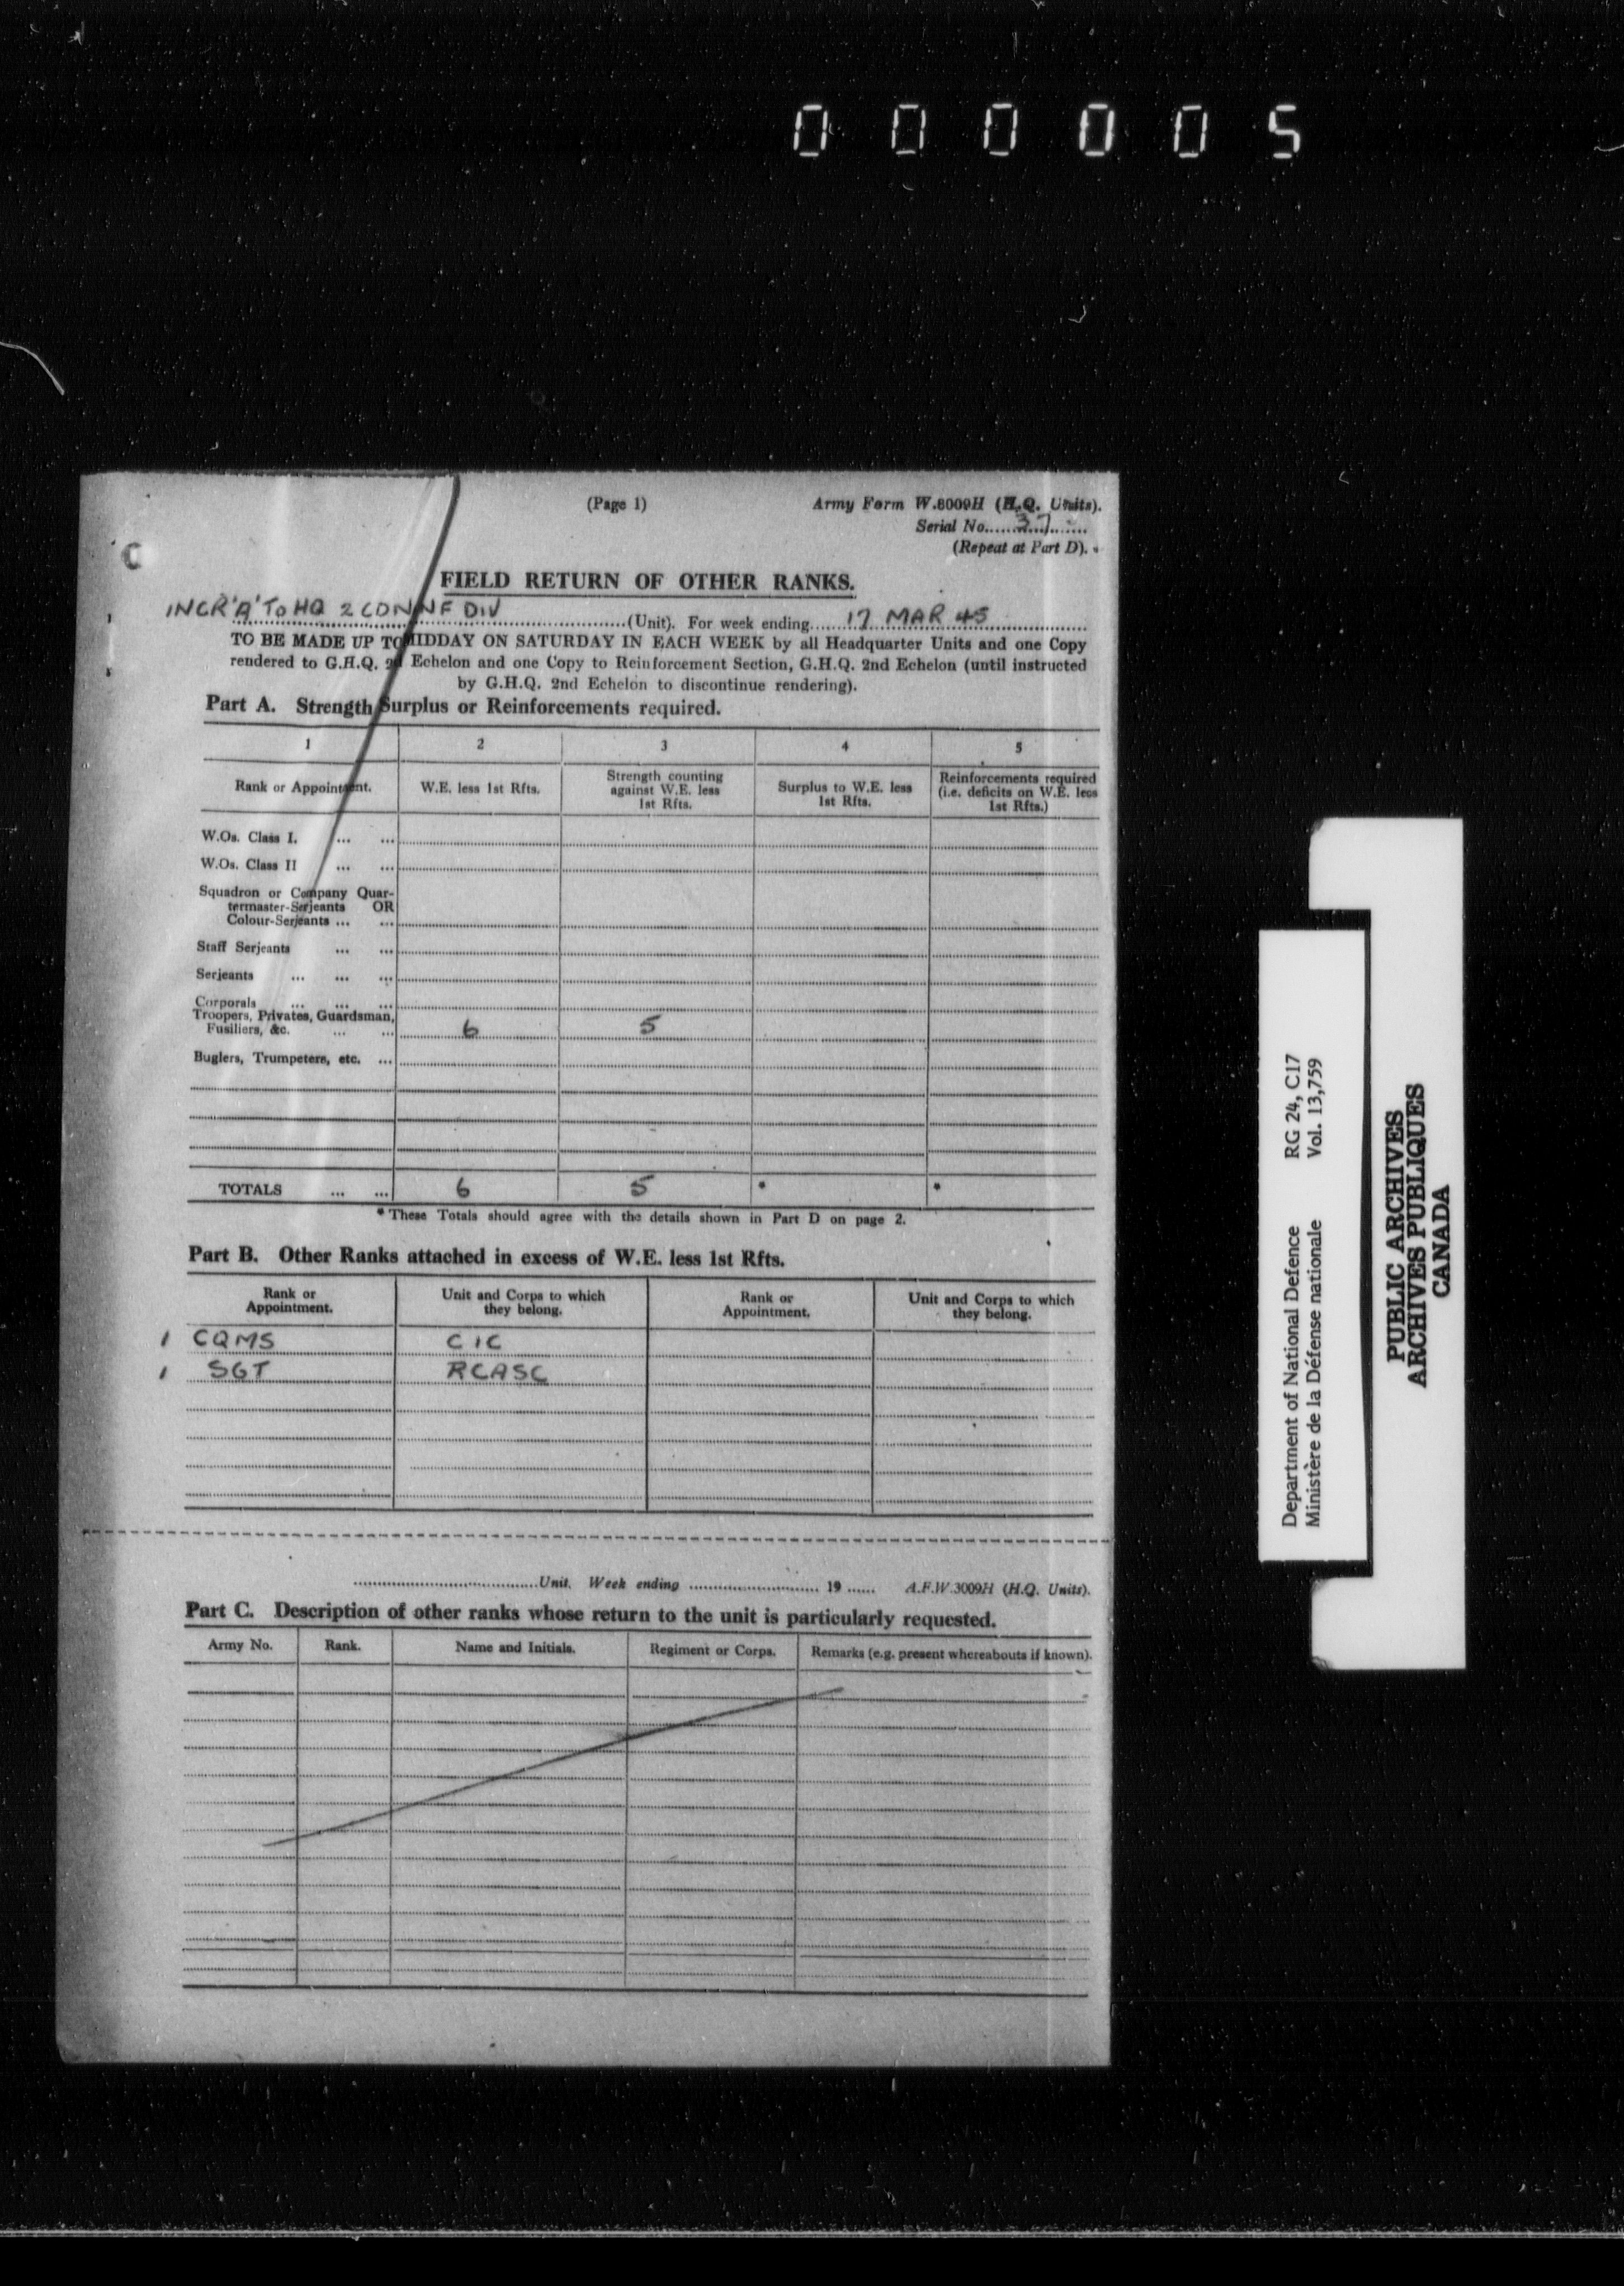 000005
(Page 1)
Army Form W.3009H (H.Q. Units).
Serial No. 37
(Repeat at Part D).
C
FIELD RETURN OF OTHER RANKS.
INCR 'A' TO HQ 2 CDN INF DIV (Unit). For week ending 17 MAR 45
TO BE MADE UP TO MIDDAY ON SATURDAY IN EACH WEEK by all Headquarter Units and one Copy
rendered to G.H.Q. 2nd Echelon and one Copy to Reinforcement Section, G.H.Q. 2nd Echelon (until instructed
by G.H.Q. 2nd Echelon to discontinue rendering).
Part A. Strength Surplus or Reinforcements required.
1 2 3 4 5
Rank or Appointment. W.E. less 1st Rfts. Strength counting against W.E. less 1st Rfts. Surplus to W.E. less 1st Rfts. Reinforcements required (i.e. deficits on W.E. less 1st Rfts.)
W.Os. Class I. ... ...
W.Os. Class II ... ...
Squadron or Company Quar-
termaster-Serjeants OR
Colour-Serjeants ... ...
Staff Serjeants ... ...
Serjeants ... ... ...
Corporals ... ... ...
Troopers, Privates, Guardsman,
Fusiliers, &c. ... ... 6 5
Buglers, Trumpeters, etc. ...
TOTALS ... ... 6 5 * *
* These Totals should agree with the details shown in Part D on page 2.
Part B. Other Ranks attached in excess of W.E. less 1st Rfts.
Rank or Appointment. Unit and Corps to which they belong. Rank or Appointment. Unit and Corps to which they belong.
1 CQMS CIC
1 SGT RCASC
Unit. Week ending 19 A.F.W.3009H (H.Q. Units).
Part C. Description of other ranks whose return to the unit is particularly requested.
Army No. Rank. Name and Initials. Regiment or Corps. Remarks (e.g. present whereabouts if known).
Department of National Defence RG 24, C17
Ministère de la Défense nationale Vol. 13,759
PUBLIC ARCHIVES
ARCHIVES PUBLIQUES
CANADA